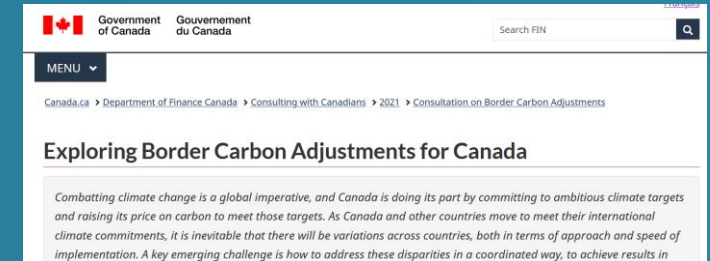 Français
Government
of Canada
Gouvernement
du Canada
Search FIN
MENU
Canada.ca > Department of Finance Canada > Consulting with Canadians > 2021 > Consultation on Border Carbon Adjustments
Exploring Border Carbon Adjustments for Canada
Combatting climate change is a global imperative, and Canada is doing its part by committing to ambitious climate targets
and raising its price on carbon to meet those targets. As Canada and other countries move to meet their international
climate commitments, it is inevitable that there will be variations across countries, both in terms of approach and speed of
implementation. A key emerging challenge is how to address these disparities in a coordinated way, to achieve results in